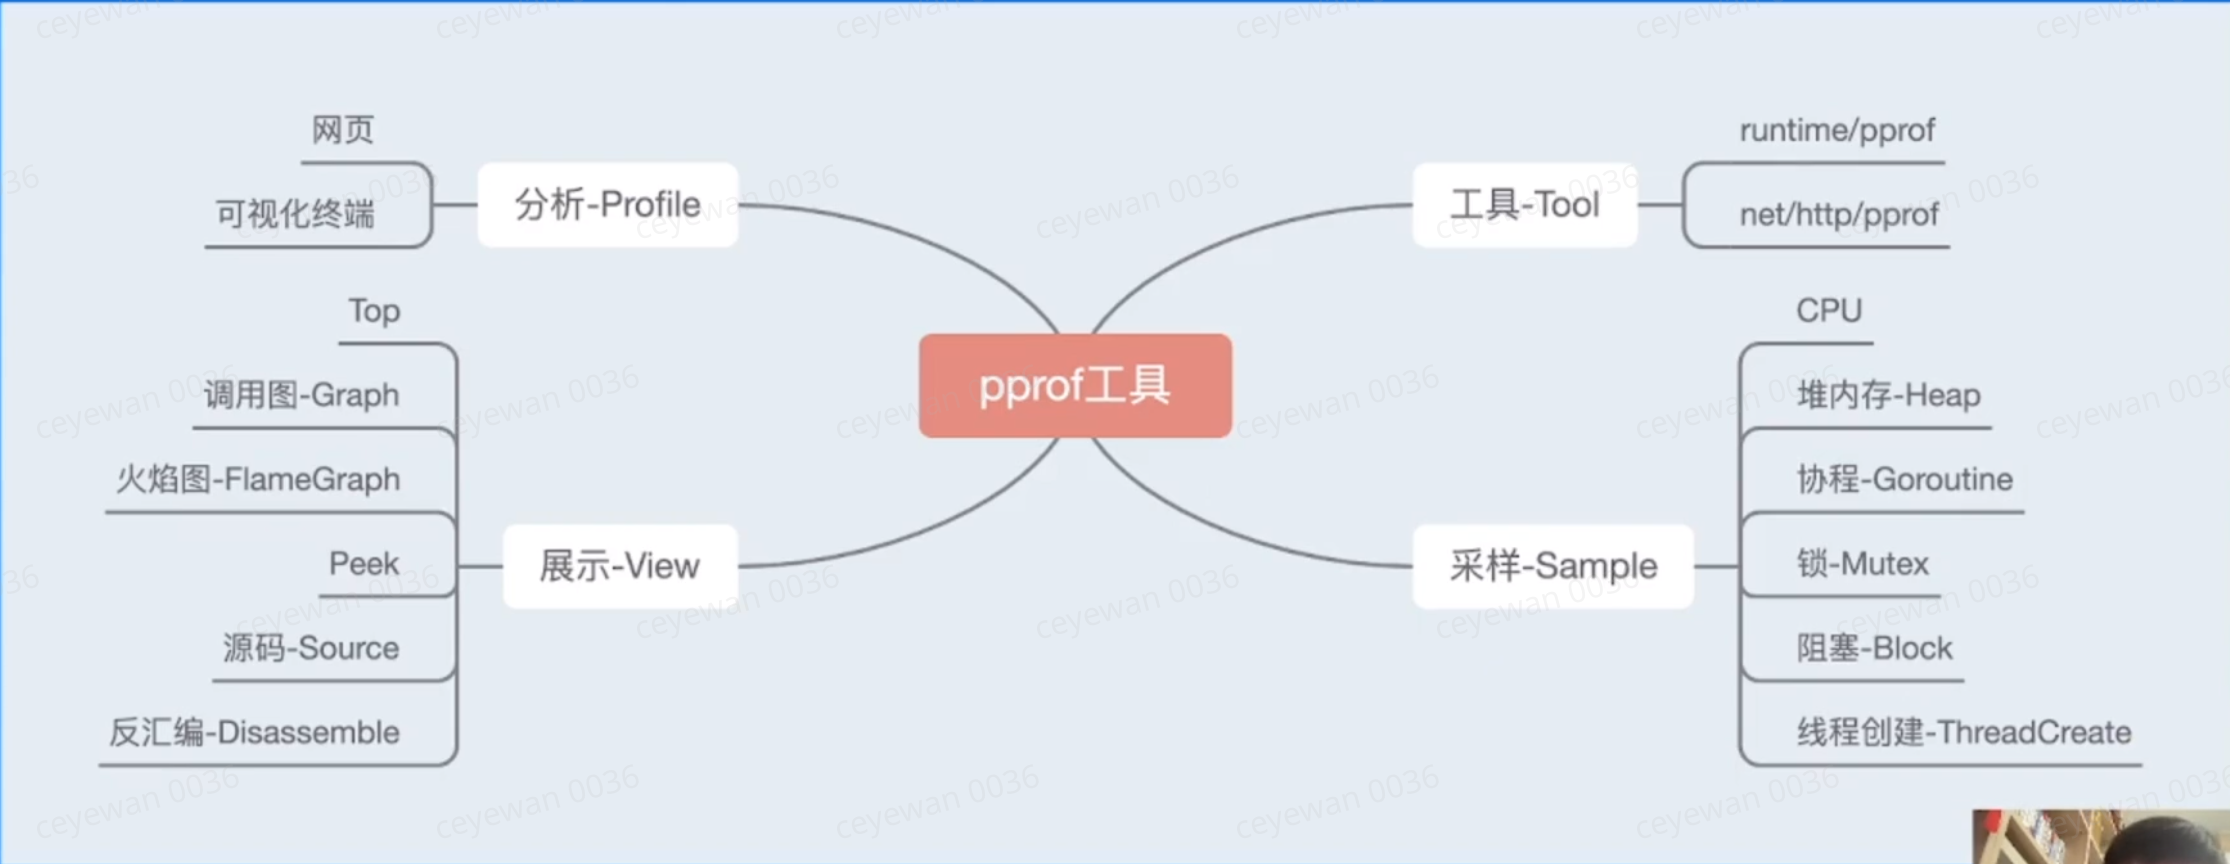 pprof工具
分析-Profile
网页
可视化终端
展示-View
Top
调用图-Graph
火焰图-FlameGraph
Peek
源码-Source
反汇编-Disassemble
工具-Tool
runtime/pprof
net/http/pprof
采样-Sample
CPU
堆内存-Heap
协程-Goroutine
锁-Mutex
阻塞-Block
线程创建-ThreadCreate
ceyewan 0036